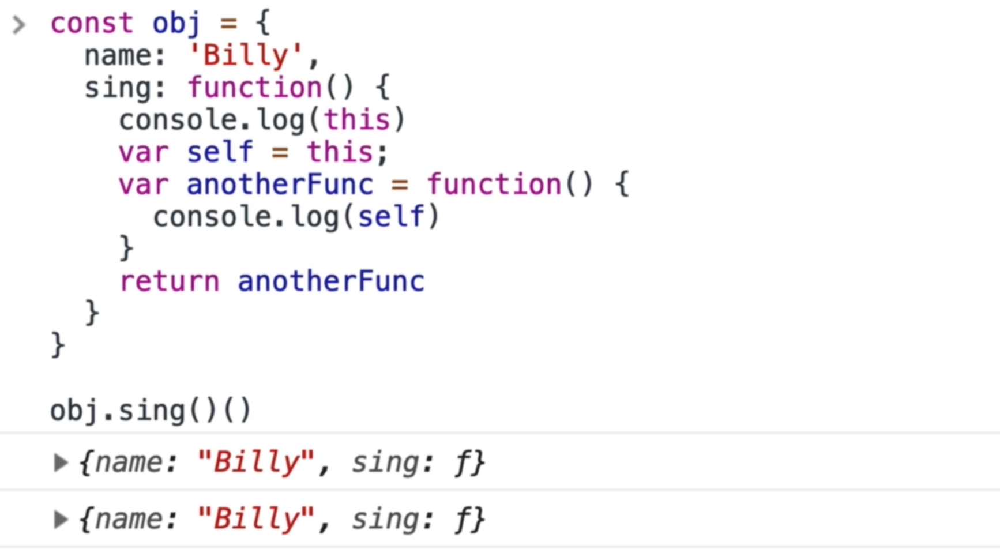 const obj = {
name: 'Billy',
sing: function() {
console.log(this)
var self = this;
var anotherFunc = function() {
console.log(self)
}
return anotherFunc
}
}
obj.sing()()
{name: "Billy", sing: ƒ}
{name: "Billy", sing: ƒ}